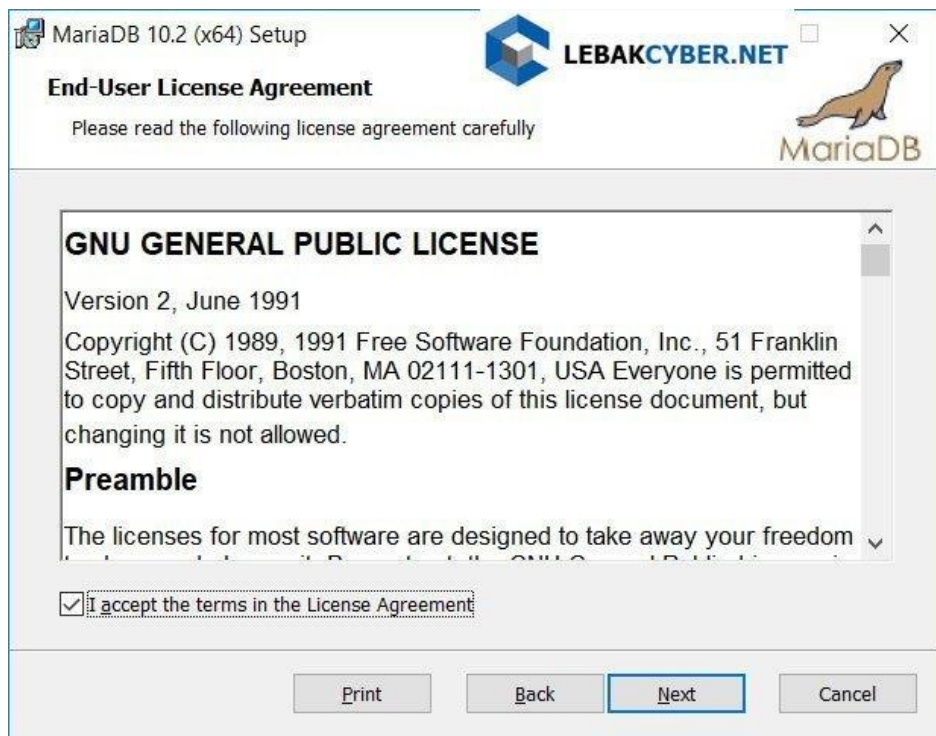 MariaDB 10.2 (x64) Setup
LEBAKCYBER.NET
End-User License Agreement
Please read the following license agreement carefully
MariaDB
GNU GENERAL PUBLIC LICENSE
Version 2, June 1991
Copyright (C) 1989, 1991 Free Software Foundation, Inc., 51 Franklin
Street, Fifth Floor, Boston, MA 02111-1301, USA Everyone is permitted
to copy and distribute verbatim copies of this license document, but
changing it is not allowed.
Preamble
The licenses for most software are designed to take away your freedom
I accept the terms in the License Agreement
Print Back Next Cancel